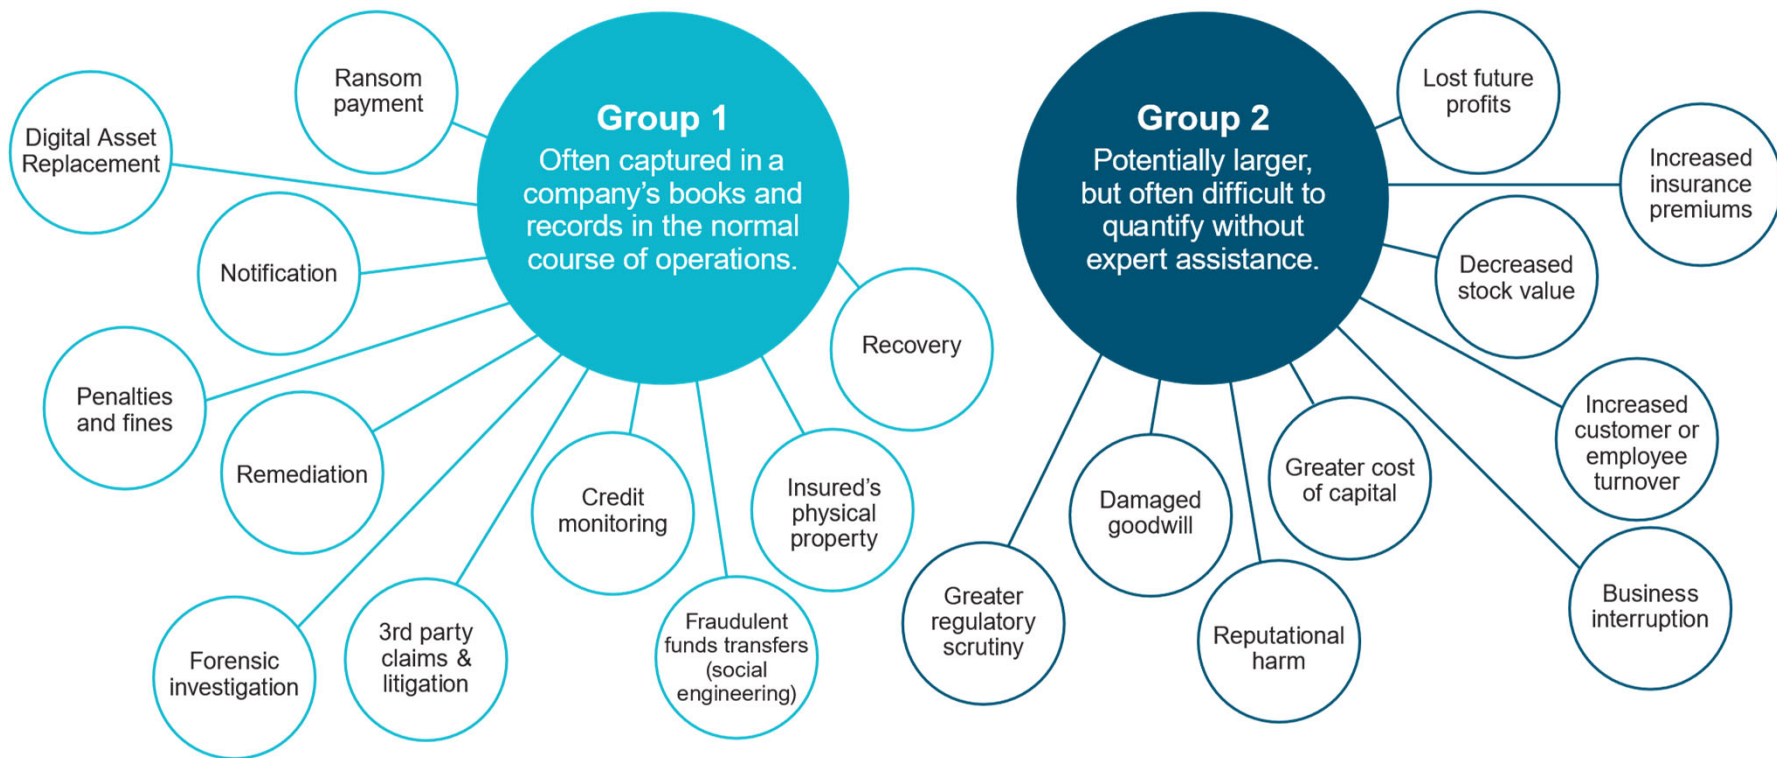 Group 1
Often captured in a
company's books and
records in the normal
course of operations.
Ransom
payment
Digital Asset
Replacement
Notification
Penalties
and fines
Remediation
Forensic
investigation
3rd party
claims &
litigation
Credit
monitoring
Fraudulent
funds transfers
(social
engineering)
Insured's
physical
property
Recovery
Group 2
Potentially larger,
but often difficult to
quantify without
expert assistance.
Lost future
profits
Increased
insurance
premiums
Decreased
stock value
Increased
customer or
employee
turnover
Business
interruption
Greater cost
of capital
Reputational
harm
Damaged
goodwill
Greater
regulatory
scrutiny